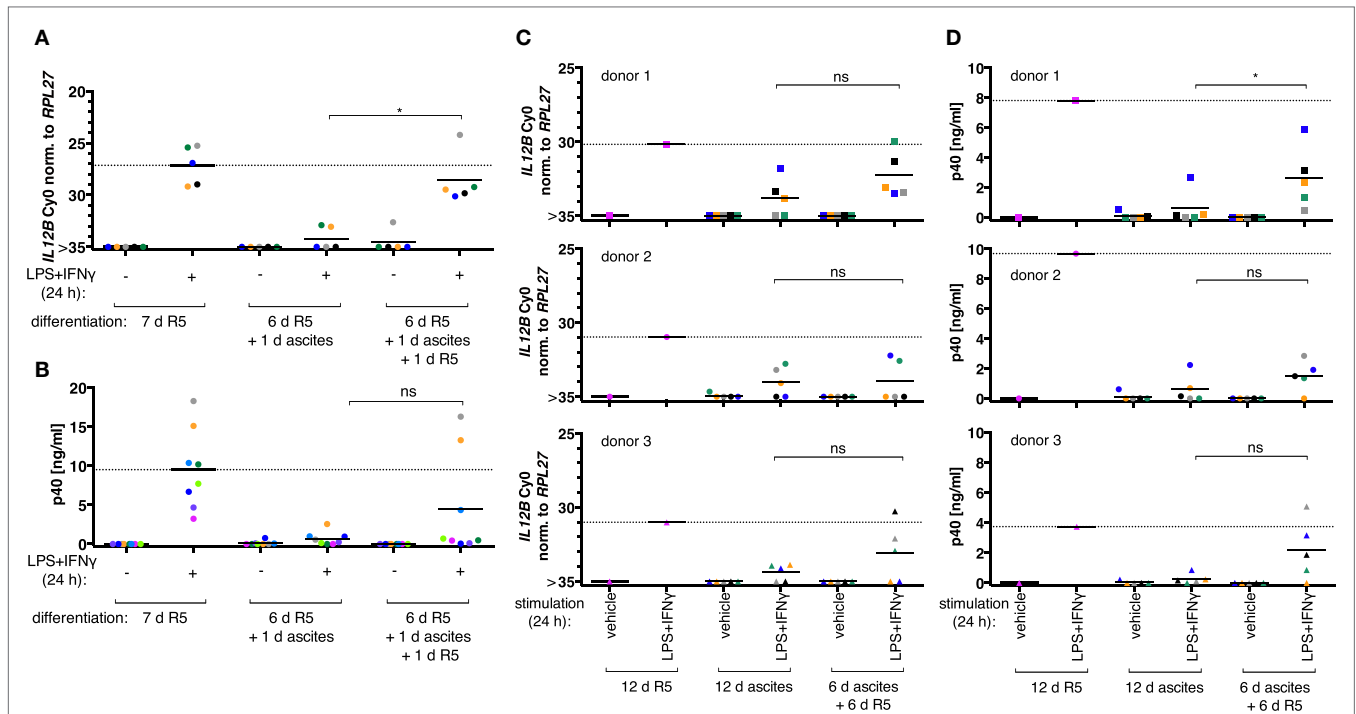 A
IL12B Cy0 norm. to RPL27
20
25
30
>35
*
LPS+IFNγ
(24 h):
- + - + - +
differentiation: 7 d R5
6 d R5
+ 1 d ascites
6 d R5
+ 1 d ascites
+ 1 d R5
B
p40 [ng/ml]
20
15
10
5
0
ns
LPS+IFNγ
(24 h):
- + - + - +
differentiation: 7 d R5
6 d R5
+ 1 d ascites
6 d R5
+ 1 d ascites
+ 1 d R5
C
IL12B Cy0
norm. to RPL27
25
30
>35
donor 1
ns
IL12B Cy0
norm. to RPL27
25
30
>35
donor 2
ns
IL12B Cy0
norm. to RPL27
25
30
>35
donor 3
ns
stimulation
(24 h):
vehicle
LPS+IFNγ
vehicle
LPS+IFNγ
vehicle
LPS+IFNγ
12 d R5
12 d ascites
6 d ascites
+ 6 d R5
D
p40 [ng/ml]
10
8
6
4
2
0
donor 1
*
p40 [ng/ml]
10
8
6
4
2
0
donor 2
ns
p40 [ng/ml]
10
8
6
4
2
0
donor 3
ns
stimulation
(24 h):
vehicle
LPS+IFNγ
vehicle
LPS+IFNγ
vehicle
LPS+IFNγ
12 d R5
12 d ascites
6 d ascites
+ 6 d R5